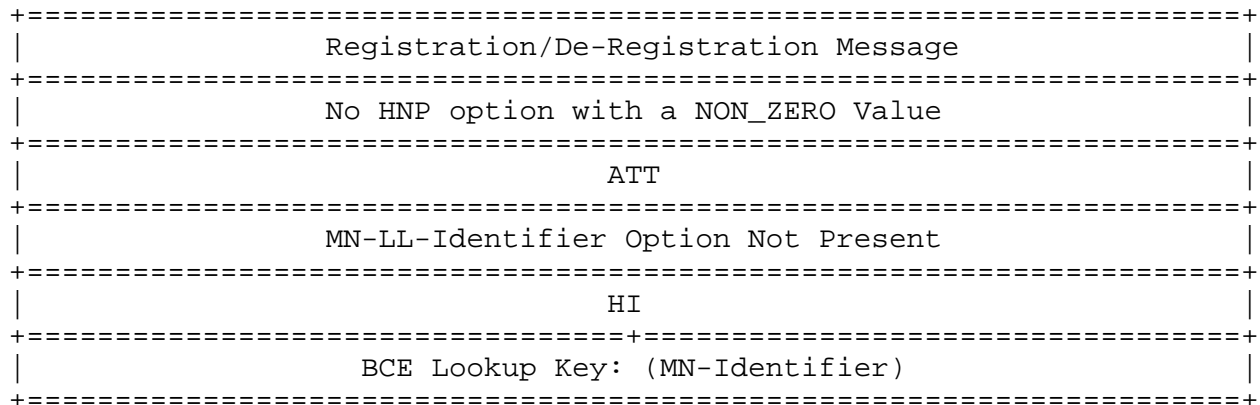 +=====================================================================+
|                 Registration/De-Registration Message                |
+=====================================================================+
|                 No HNP option with a NON_ZERO Value                 |
+=====================================================================+
|                                 ATT                                 |
+=====================================================================+
|                 MN-LL-Identifier Option Not Present                 |
+=====================================================================+
|                                 HI                                  |
+==================================+==================================+
|                   BCE Lookup Key: (MN-Identifier)                   |
+=====================================================================+